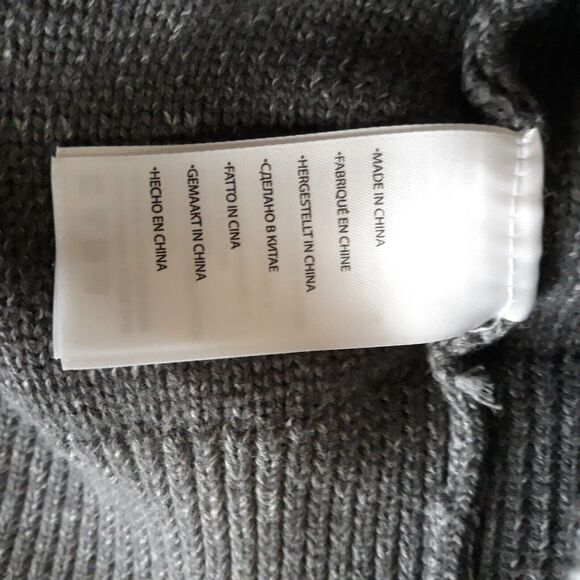 •MADE IN CHINA
•FABRIQUÉ EN CHINE
•HERGESTELLT IN CHINA
•СДЕЛАНО В КИТАЕ
•FATTO IN CINA
•GEMAAKT IN CHINA
•HECHO EN CHINA